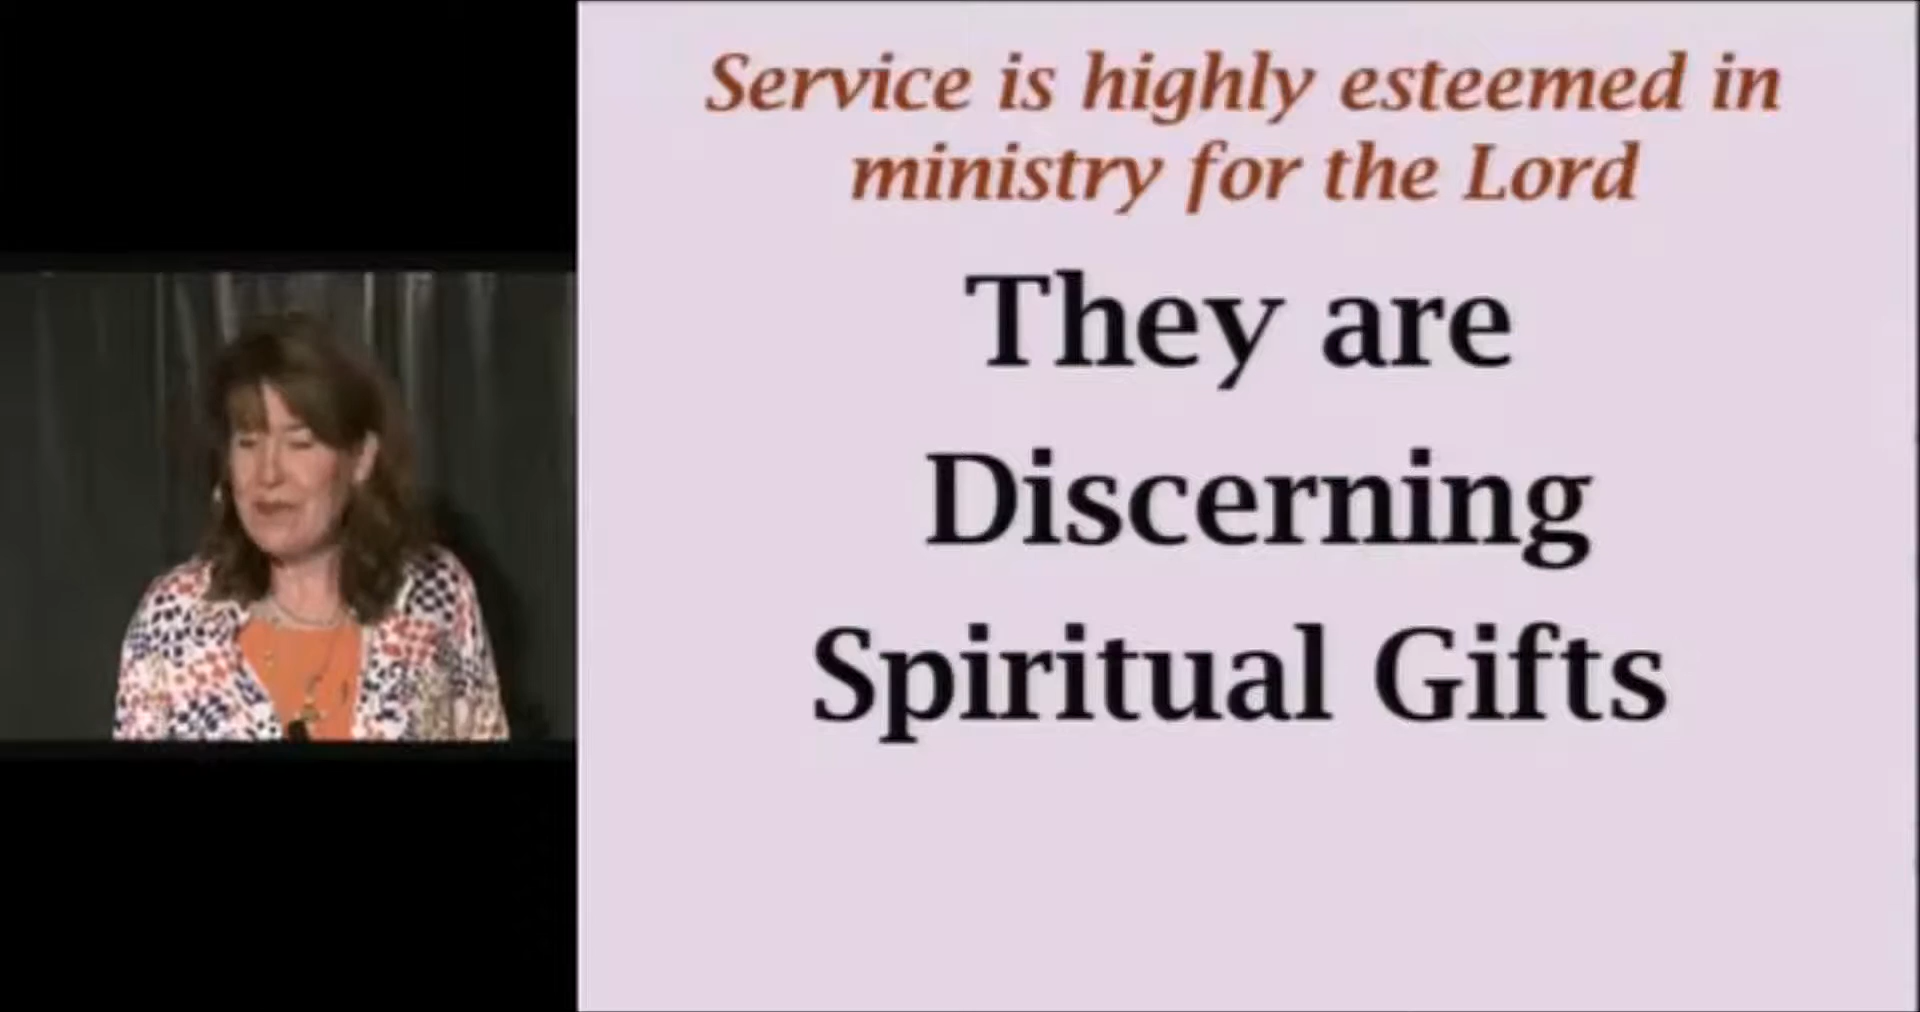 Service is highly esteemed in
ministry for the Lord
They are
Discerning
Spiritual Gifts